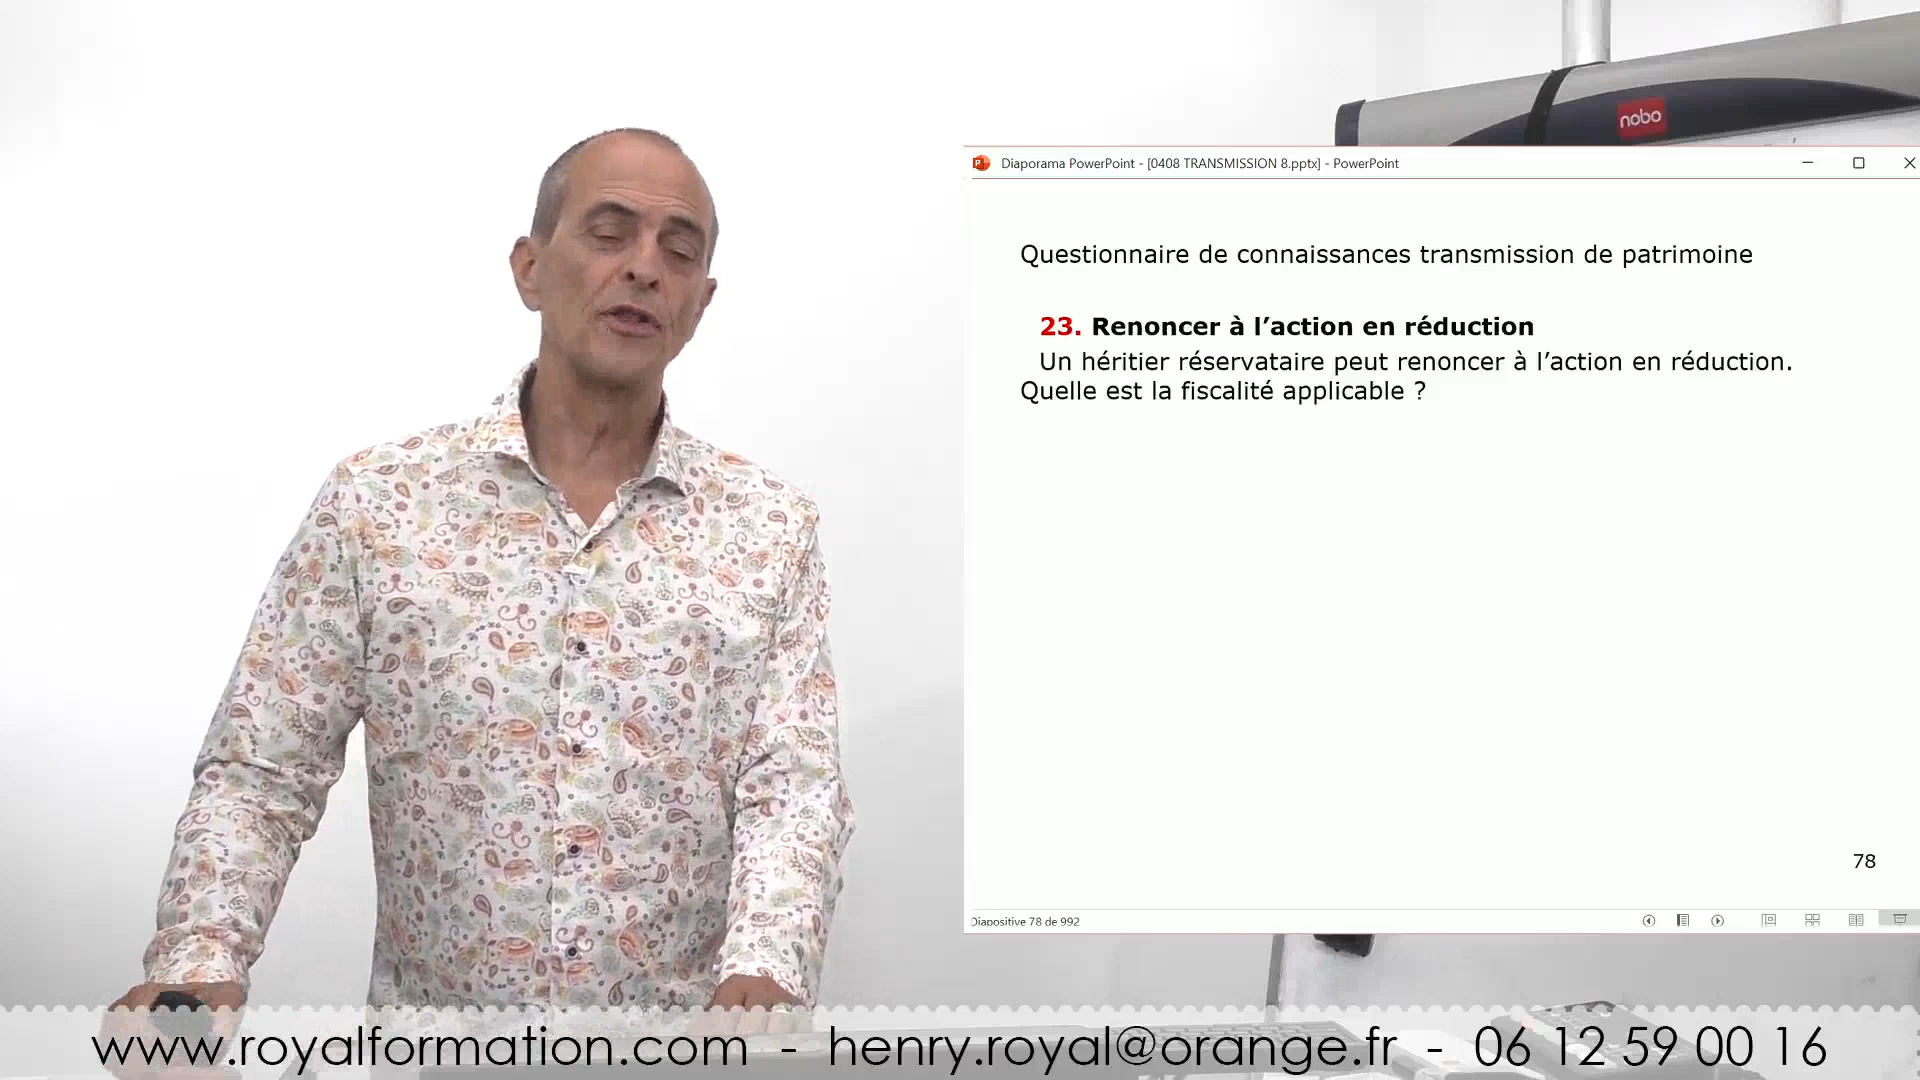 nobo
Diaporama PowerPoint - [0408 TRANSMISSION 8.pptx] - PowerPoint
Questionnaire de connaissances transmission de patrimoine
23. Renoncer à l’action en réduction
Un héritier réservataire peut renoncer à l’action en réduction.
Quelle est la fiscalité applicable ?
78
Diapositive 78 de 992
www.royalformation.com - henry.royal@orange.fr - 06 12 59 00 16